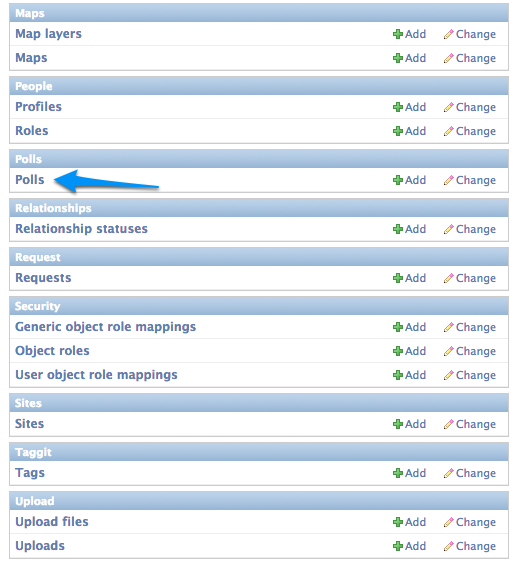 Maps
Map layers Add Change
Maps Add Change
People
Profiles Add Change
Roles Add Change
Polls
Polls Add Change
Relationships
Relationship statuses Add Change
Request
Requests Add Change
Security
Generic object role mappings Add Change
Object roles Add Change
User object role mappings Add Change
Sites
Sites Add Change
Taggit
Tags Add Change
Upload
Upload files Add Change
Uploads Add Change